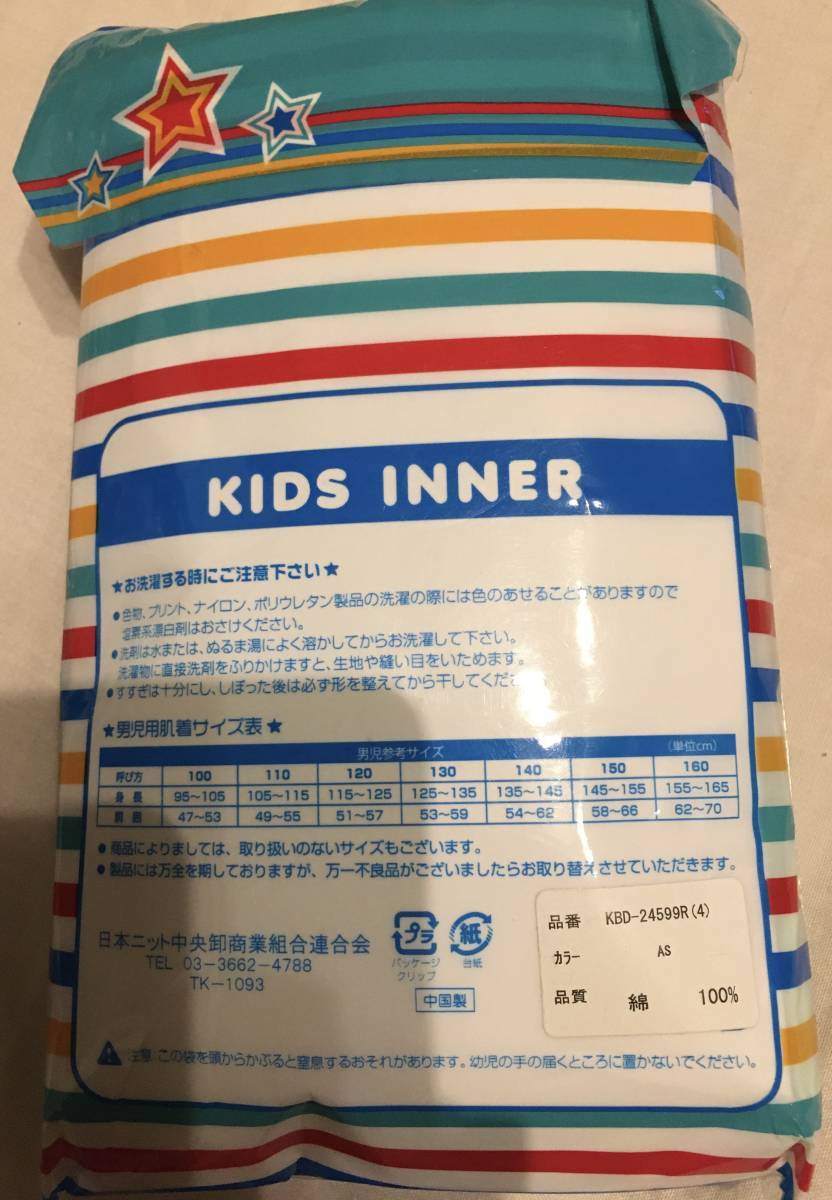 KIDS INNER
★お洗濯する時にご注意下さい★
●色物、プリント、ナイロン、ポリウレタン製品の洗濯の際には色のあせることがありますので
塩素系漂白剤はおさけください。
●洗剤は水または、ぬるま湯によく溶かしてからお洗濯して下さい。
洗濯物に直接洗剤をふりかけますと、生地や縫い目をいためます。
●すすぎは十分にし、しぼった後は必ず形を整えてから干してくださ
★男児用肌着サイズ表★
男児参考サイズ (単位cm)
呼び方 100 110 120 130 140 150 160
身長 95～105 105～115 115～125 125～135 135～145 145～155 155～165
胴囲 47～53 49～55 51～57 53～59 54～62 58～66 62～70
●商品によりましては、取り扱いのないサイズもございます。
●製品には万全を期しておりますが、万一不良品がございましたらお取り替えさせていただきます。
日本ニット中央卸商業組合連合会
TEL 03-3662-4788
TK-1093
プラ 紙
パッケージ 台紙
クリップ
中国製
品番 KBD-24599R(4)
カラー AS
品質 綿 100%
注意:この袋を頭からかぶると窒息するおそれがあります。幼児の手の届くところに置かないでください。